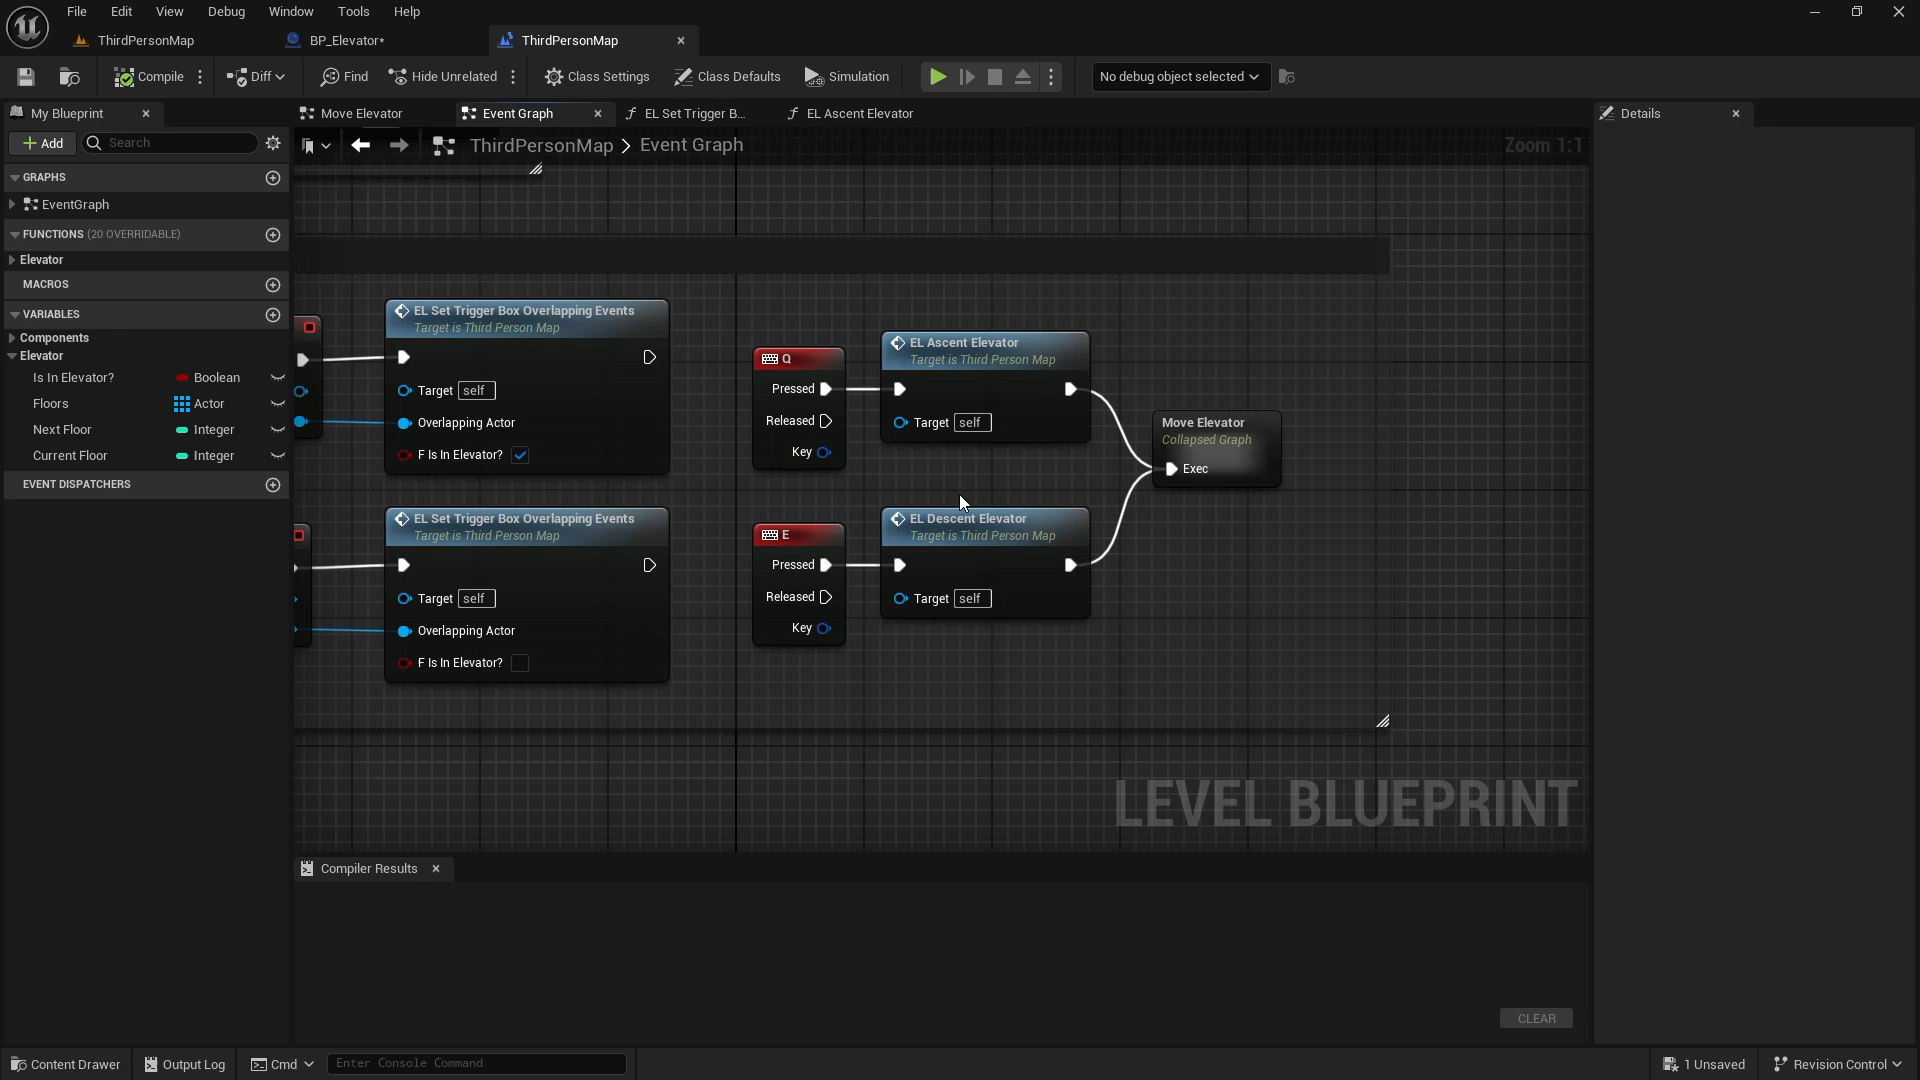 File Edit View Debug Window Tools Help
ThirdPersonMap BP_Elevator* ThirdPersonMap
Compile Diff Find Hide Unrelated Class Settings Class Defaults Simulation No debug object selected
My Blueprint Move Elevator Event Graph EL Set Trigger B... EL Ascent Elevator Details
Add Search
ThirdPersonMap > Event Graph Zoom 1:1
GRAPHS
EventGraph
FUNCTIONS (20 OVERRIDABLE)
Elevator
MACROS
VARIABLES
Components
Elevator
Is In Elevator? Boolean
Floors Actor
Next Floor Integer
Current Floor Integer
EVENT DISPATCHERS
EL Set Trigger Box Overlapping Events
Target is Third Person Map
Target self
Overlapping Actor
F Is In Elevator?
EL Set Trigger Box Overlapping Events
Target is Third Person Map
Target self
Overlapping Actor
F Is In Elevator?
Q
Pressed
Released
Key
EL Ascent Elevator
Target is Third Person Map
Target self
E
Pressed
Released
Key
EL Descent Elevator
Target is Third Person Map
Target self
Move Elevator
Collapsed Graph
Exec
LEVEL BLUEPRINT
Compiler Results
CLEAR
Content Drawer Output Log Cmd Enter Console Command 1 Unsaved Revision Control